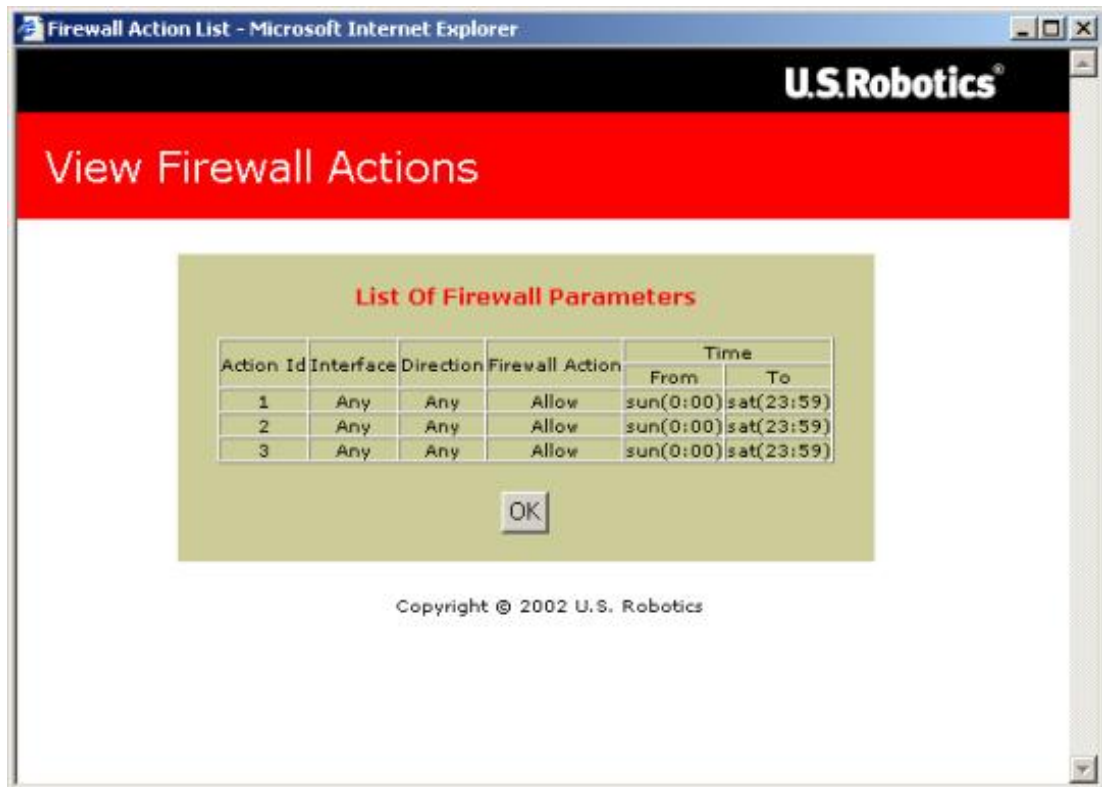 Firewall Action List - Microsoft Internet Explorer
U.S.Robotics®
View Firewall Actions
List Of Firewall Parameters
Action Id Interface Direction Firewall Action Time
From To
1 Any Any Allow sun(0:00) sat(23:59)
2 Any Any Allow sun(0:00) sat(23:59)
3 Any Any Allow sun(0:00) sat(23:59)
OK
Copyright © 2002 U.S. Robotics